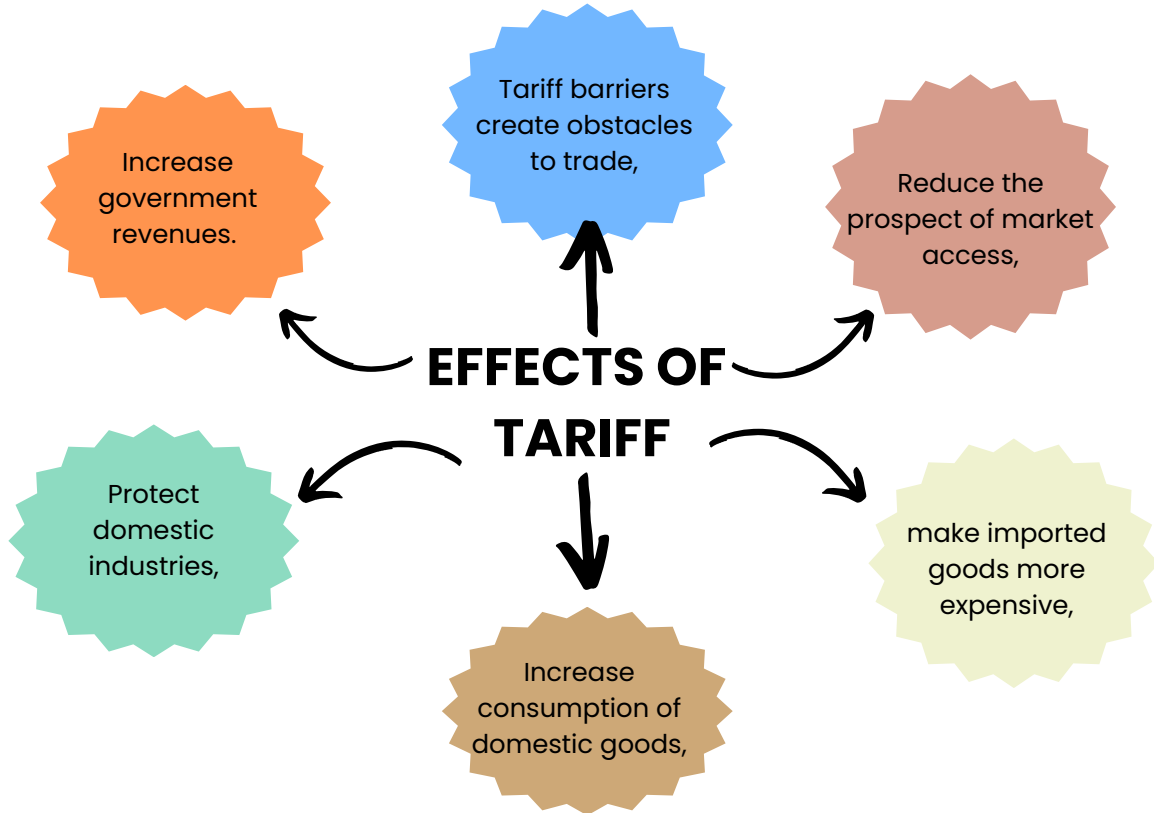 Tariff barriers
create obstacles
to trade,
Increase
government
revenues.
Reduce the
prospect of market
access,
EFFECTS OF
TARIFF
Protect
domestic
industries,
make imported
goods more
expensive,
Increase
consumption of
domestic goods,